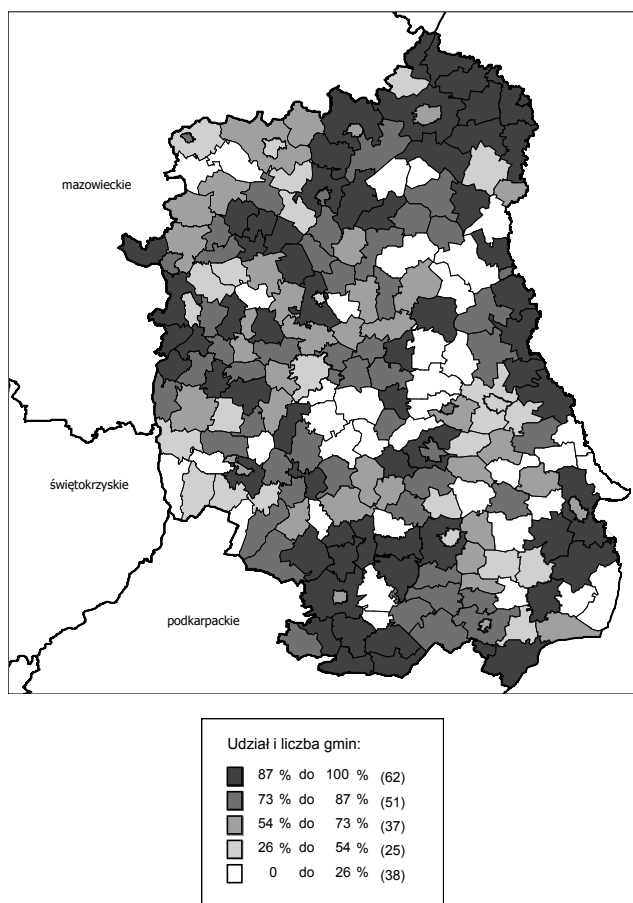 mazowieckie
świętokrzyskie
podkarpackie
Udział i liczba gmin:
87 % do 100 % (62)
73 % do 87 % (51)
54 % do 73 % (37)
26 % do 54 % (25)
0 do 26 % (38)